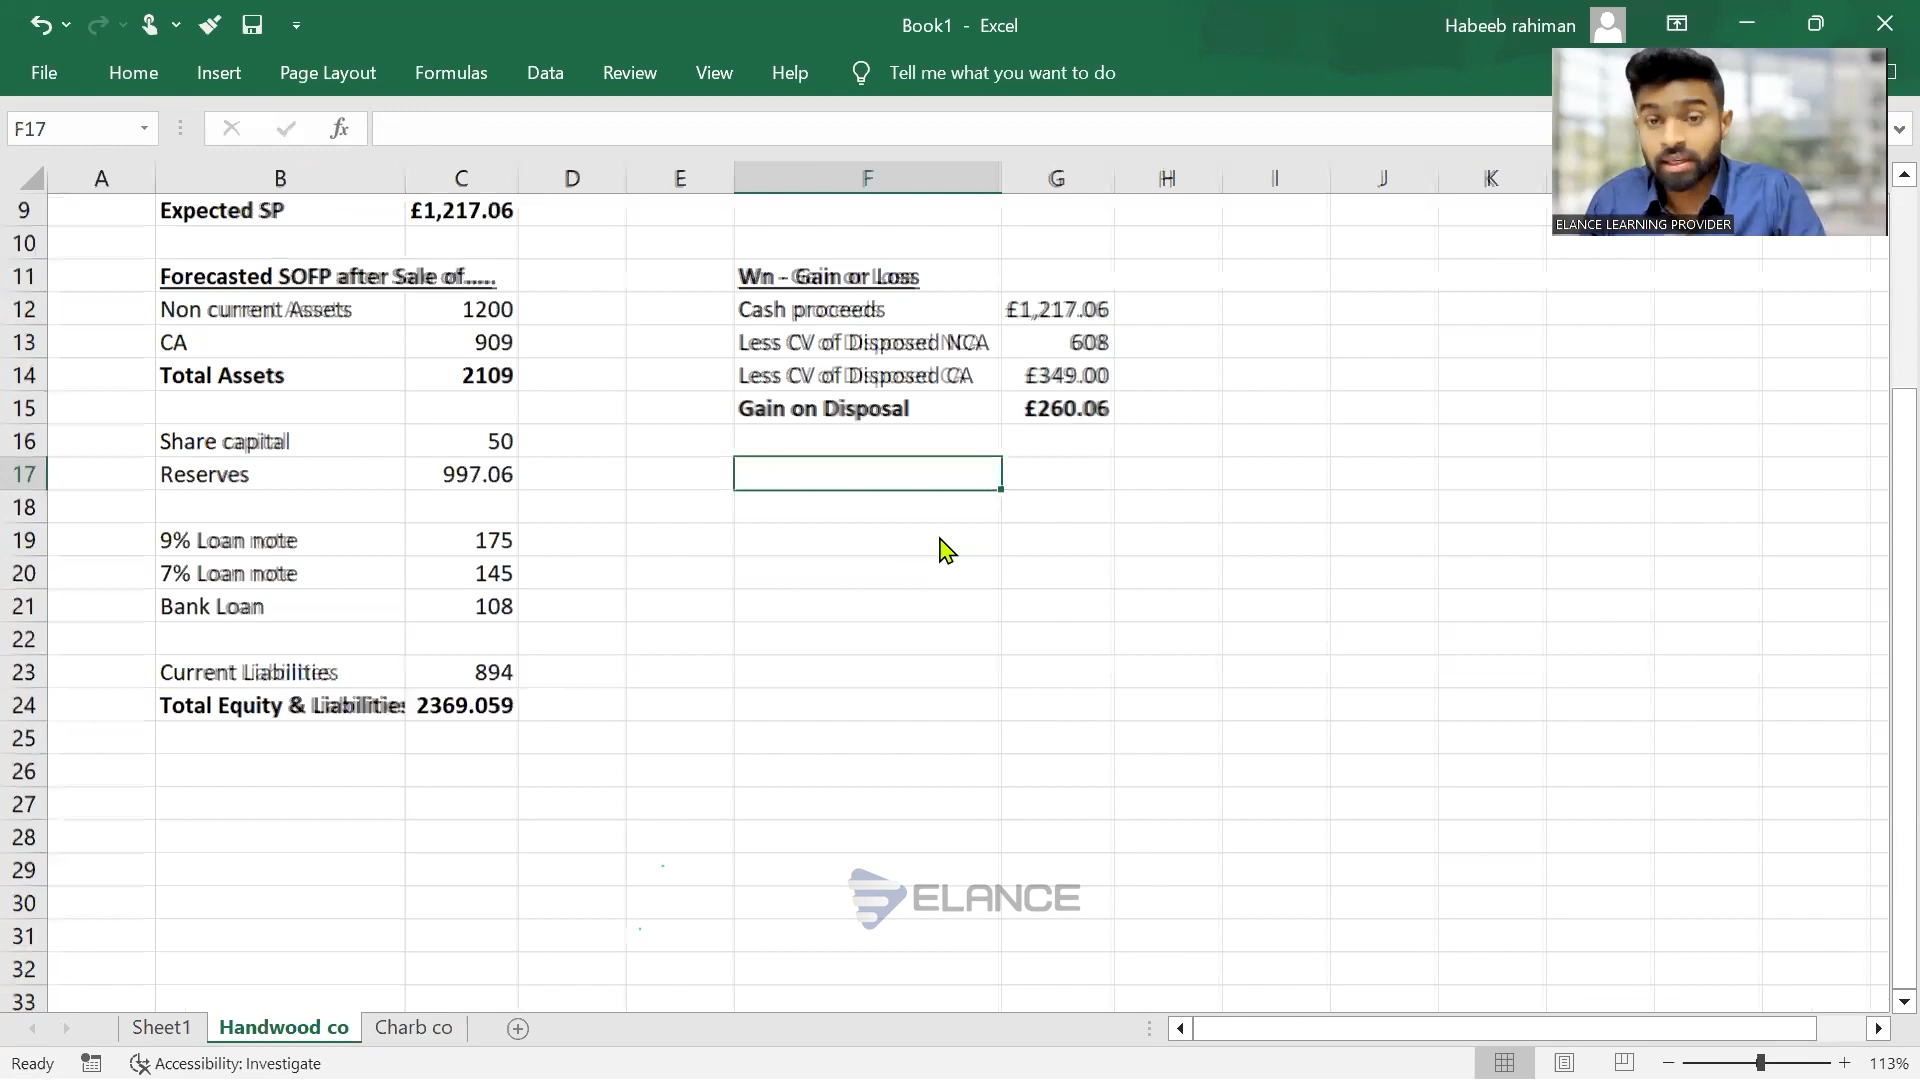 Book1 - Excel
Habeeb rahiman
File Home Insert Page Layout Formulas Data Review View Help Tell me what you want to do
F17 fx
ELANCE LEARNING PROVIDER
A B C D E F G H I J K
9 Expected SP £1,217.06
10
11 Forecasted SOFP after Sale of...... Wn - Gain or Loss
12 Non current Assets 1200 Cash proceeds £1,217.06
13 CA 909 Less CV of Disposed NCA 608
14 Total Assets 2109 Less CV of Disposed CA £349.00
15 Gain on Disposal £260.06
16 Share capital 50
17 Reserves 997.06
18
19 9% Loan note 175
20 7% Loan note 145
21 Bank Loan 108
22
23 Current Liabilities 894
24 Total Equity & Liabilities 2369.059
25
26
27
28
29
30 ELANCE
31
32
33
Sheet1 Handwood co Charb co
Ready Accessibility: Investigate 113%